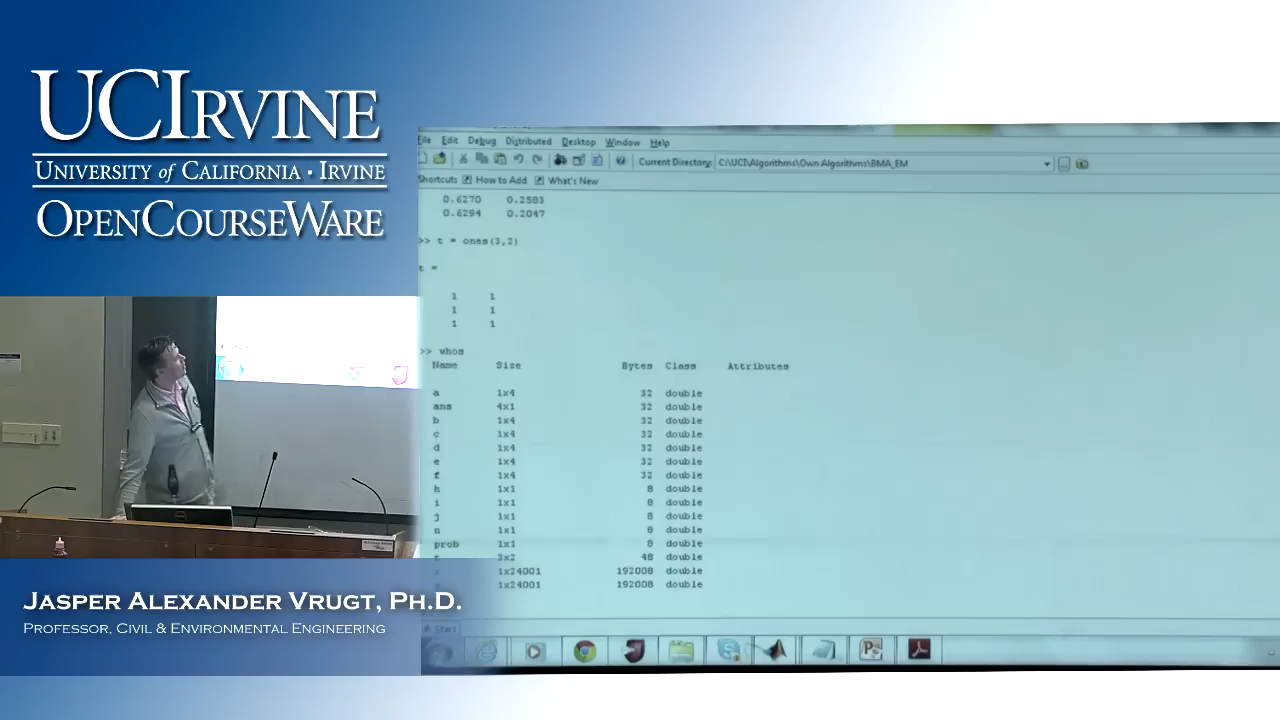 UCIRVINE
UNIVERSITY of CALIFORNIA · IRVINE
OPENCOURSEWARE
File Edit Debug Distributed Desktop Window Help
Current Directory: C:\UCI\Algorithms\Own Algorithms\BMA_EM
Shortcuts How to Add What's New
0.6270 0.2583
0.6294 0.2047
>> t = ones(3,2)
t =
1 1
1 1
1 1
>> whos
Name Size Bytes Class Attributes
a 1x4 32 double
ans 4x1 32 double
b 1x4 32 double
c 1x4 32 double
d 1x4 32 double
e 1x4 32 double
f 1x4 32 double
h 1x1 8 double
i 1x1 8 double
j 1x1 8 double
n 1x1 8 double
prob 1x1 8 double
t 3x2 48 double
1x24001 192008 double
1x24001 192008 double
Start
JASPER ALEXANDER VRUGT, PH.D.
PROFESSOR, CIVIL & ENVIRONMENTAL ENGINEERING